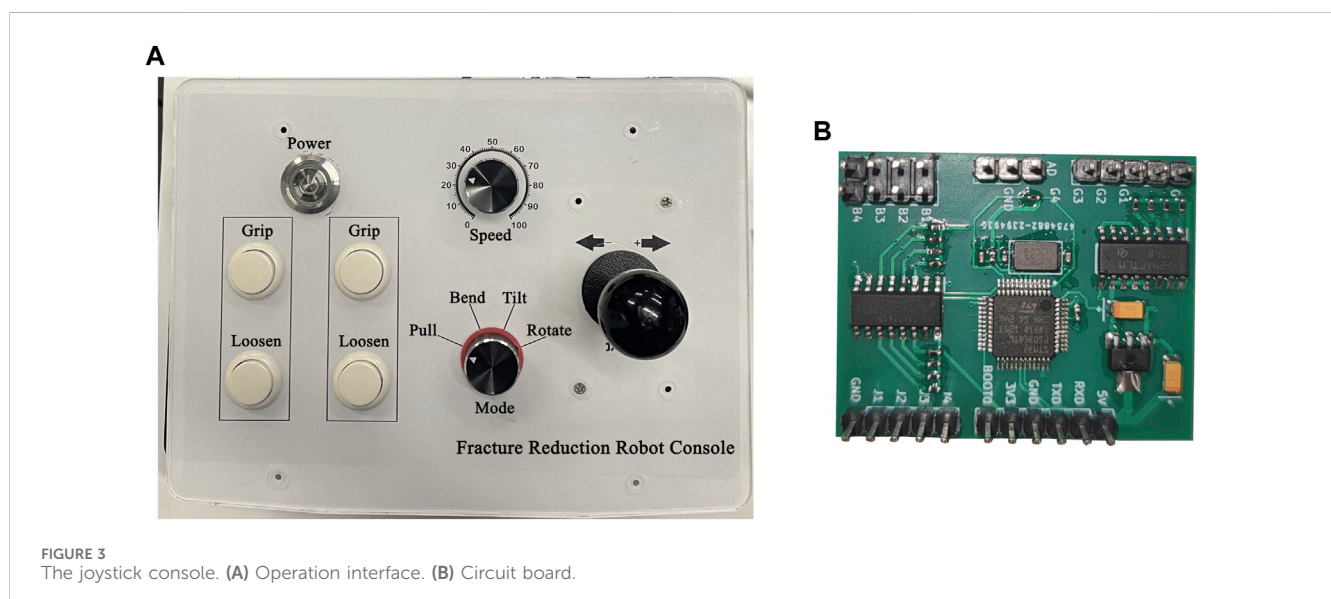 A
Power
40
50
60
30
70
20
80
10
90
0
100
Speed
Grip
Grip
- +
Loosen
Loosen
Bend
Tilt
Pull
Rotate
Mode
Fracture Reduction Robot Console
B
B4
B3
B2
B1
GND
G4
AD
G3
G2
G1
GND
J1
J2
J3
J4
BOOT0
3V3
GND
TXD
RXD
5V
FIGURE 3
The joystick console. (A) Operation interface. (B) Circuit board.